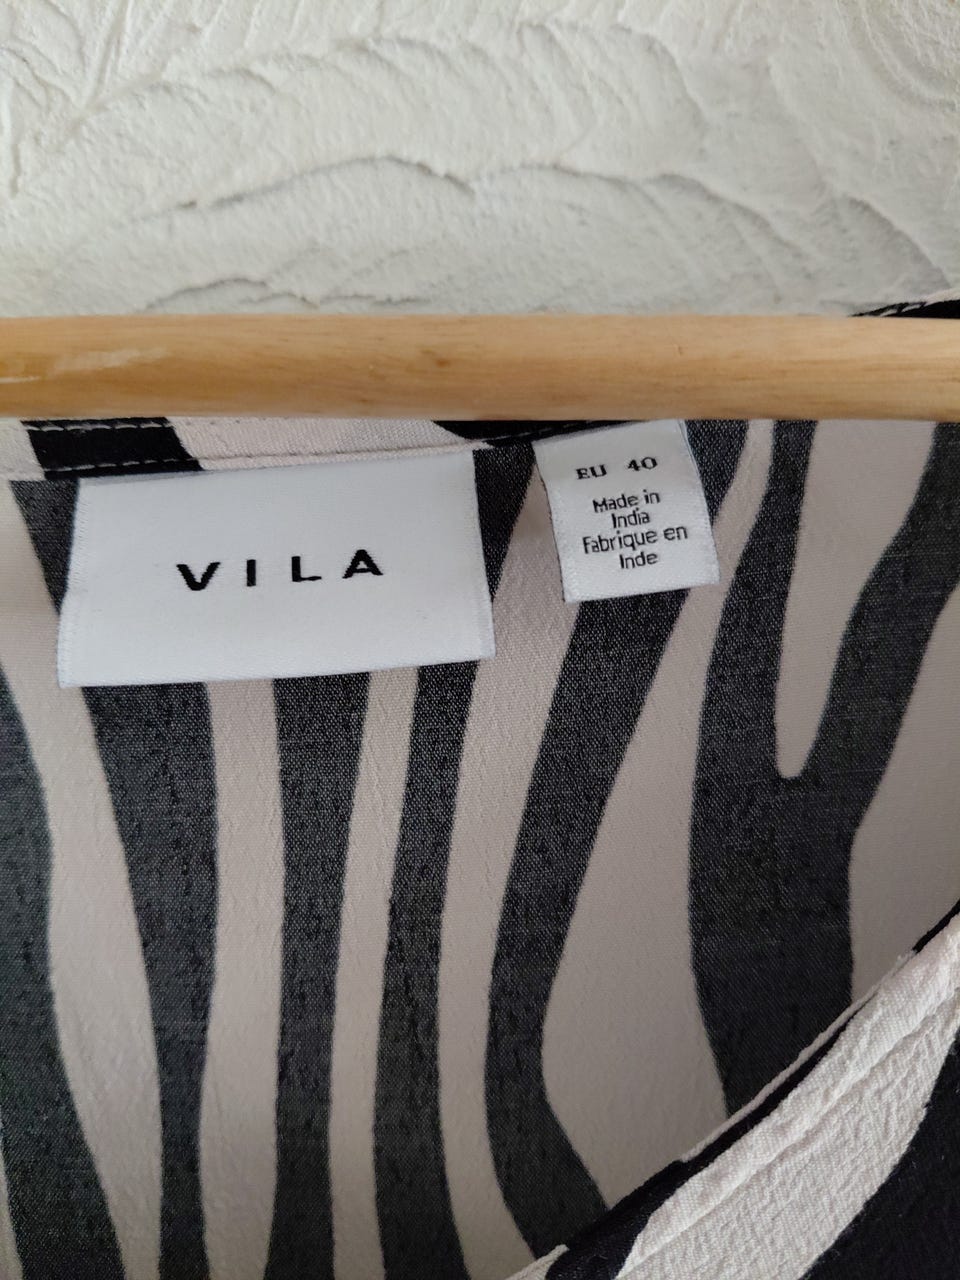 VILA
EU 40
Made in
India
Fabrique en
Inde